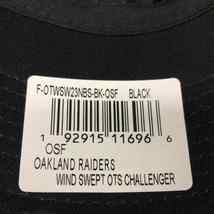 F-OTWSW23NBS-BK-OSF BLACK
1 92915 11696 6
OSF
OAKLAND RAIDERS
WIND SWEPT OTS CHALLENGER